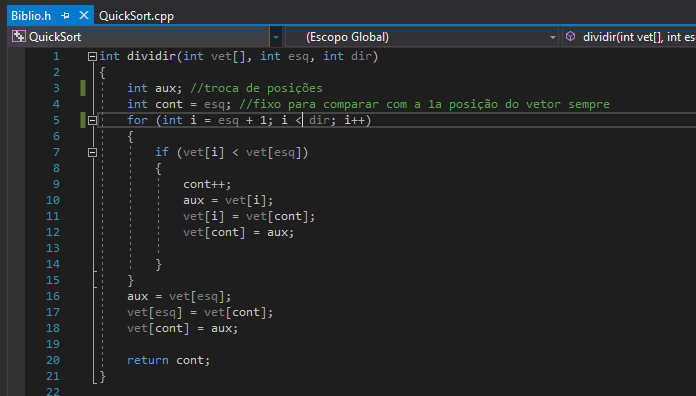 Biblio.h QuickSort.cpp
QuickSort (Escopo Global) dividir(int vet[], int es
1 int dividir(int vet[], int esq, int dir)
2 {
3 int aux; //troca de posições
4 int cont = esq; //fixo para comparar com a 1a posição do vetor sempre
5 for (int i = esq + 1; i < dir; i++)
6 {
7 if (vet[i] < vet[esq])
8 {
9 cont++;
10 aux = vet[i];
11 vet[i] = vet[cont];
12 vet[cont] = aux;
13
14 }
15 }
16 aux = vet[esq];
17 vet[esq] = vet[cont];
18 vet[cont] = aux;
19
20 return cont;
21 }
22